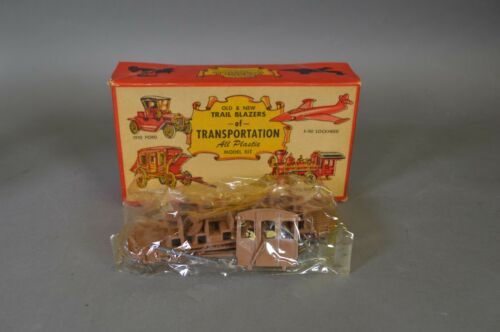 OLD & NEW
TRAIL BLAZERS
of
TRANSPORTATION
All Plastic
MODEL KIT
1910 FORD
F-90 LOCKHEED